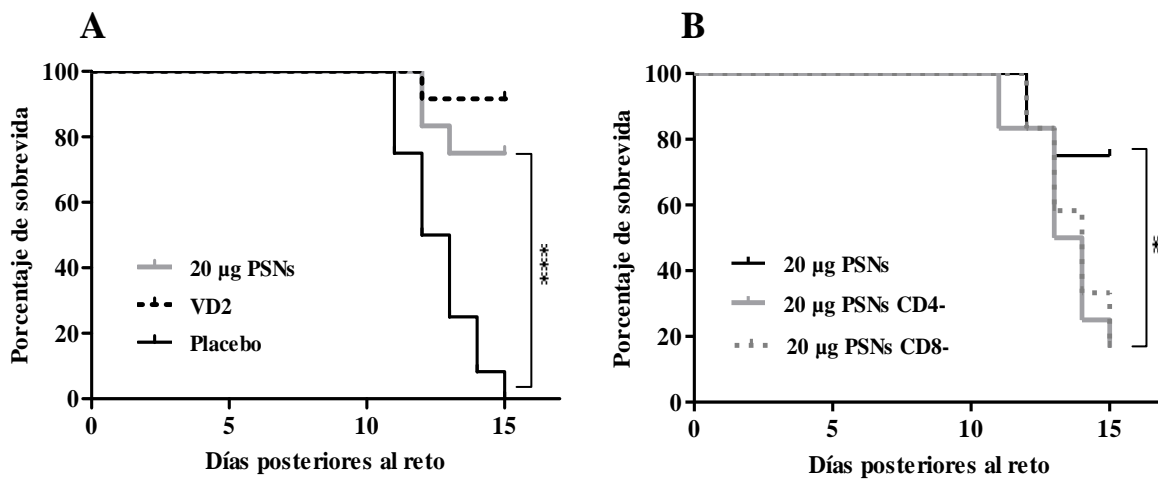 A
Porcentaje de sobrevida
100
80
60
40
20
0
20 µg PSNs
VD2
Placebo
***
0 5 10 15
Días posteriores al reto
B
Porcentaje de sobrevida
100
80
60
40
20
0
20 µg PSNs
20 µg PSNs CD4-
20 µg PSNs CD8-
*
0 5 10 15
Días posteriores al reto